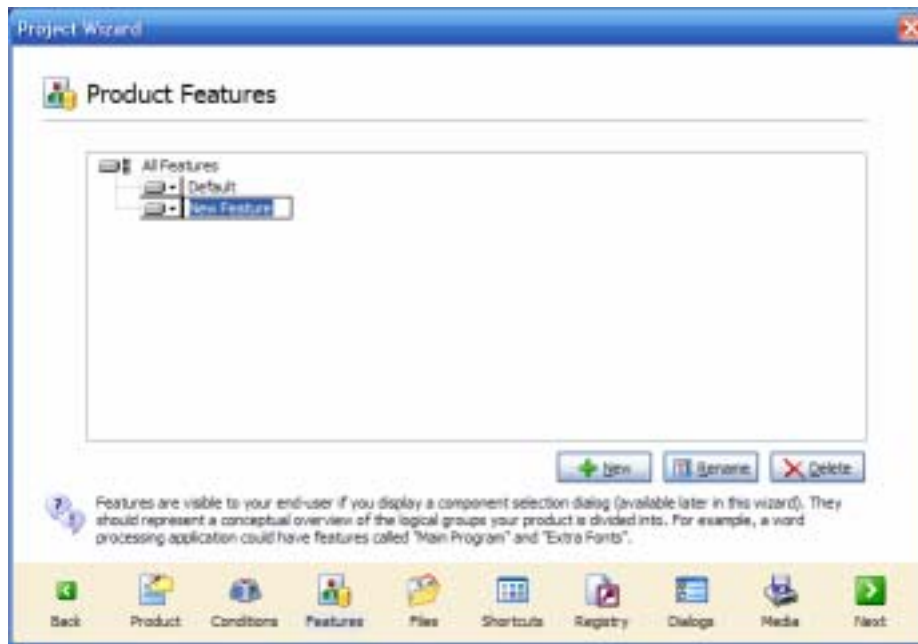 Project Wizard
Product Features
All Features
Default
New Feature
New
Rename
Delete
Features are visible to your end-user if you display a component selection dialog (available later in this wizard). They
should represent a conceptual overview of the logical groups your product is divided into. For example, a word
processing application could have features called "Main Program" and "Extra Fonts".
Back Product Conditions Features Files Shortcuts Registry Dialogs Media Next